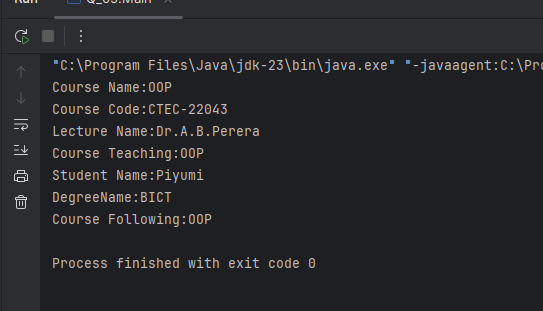 Run Q_03.Main
"C:\Program Files\Java\jdk-23\bin\java.exe" "-javaagent:C:\Pro
Course Name:OOP
Course Code:CTEC-22043
Lecture Name:Dr.A.B.Perera
Course Teaching:OOP
Student Name:Piyumi
DegreeName:BICT
Course Following:OOP
Process finished with exit code 0